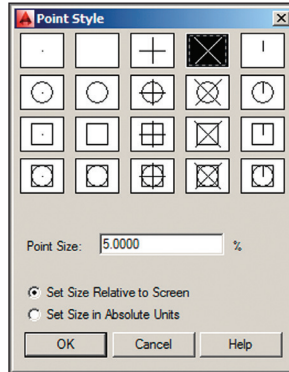 Point Style
Point Size: 5.0000 %
Set Size Relative to Screen
Set Size in Absolute Units
OK Cancel Help